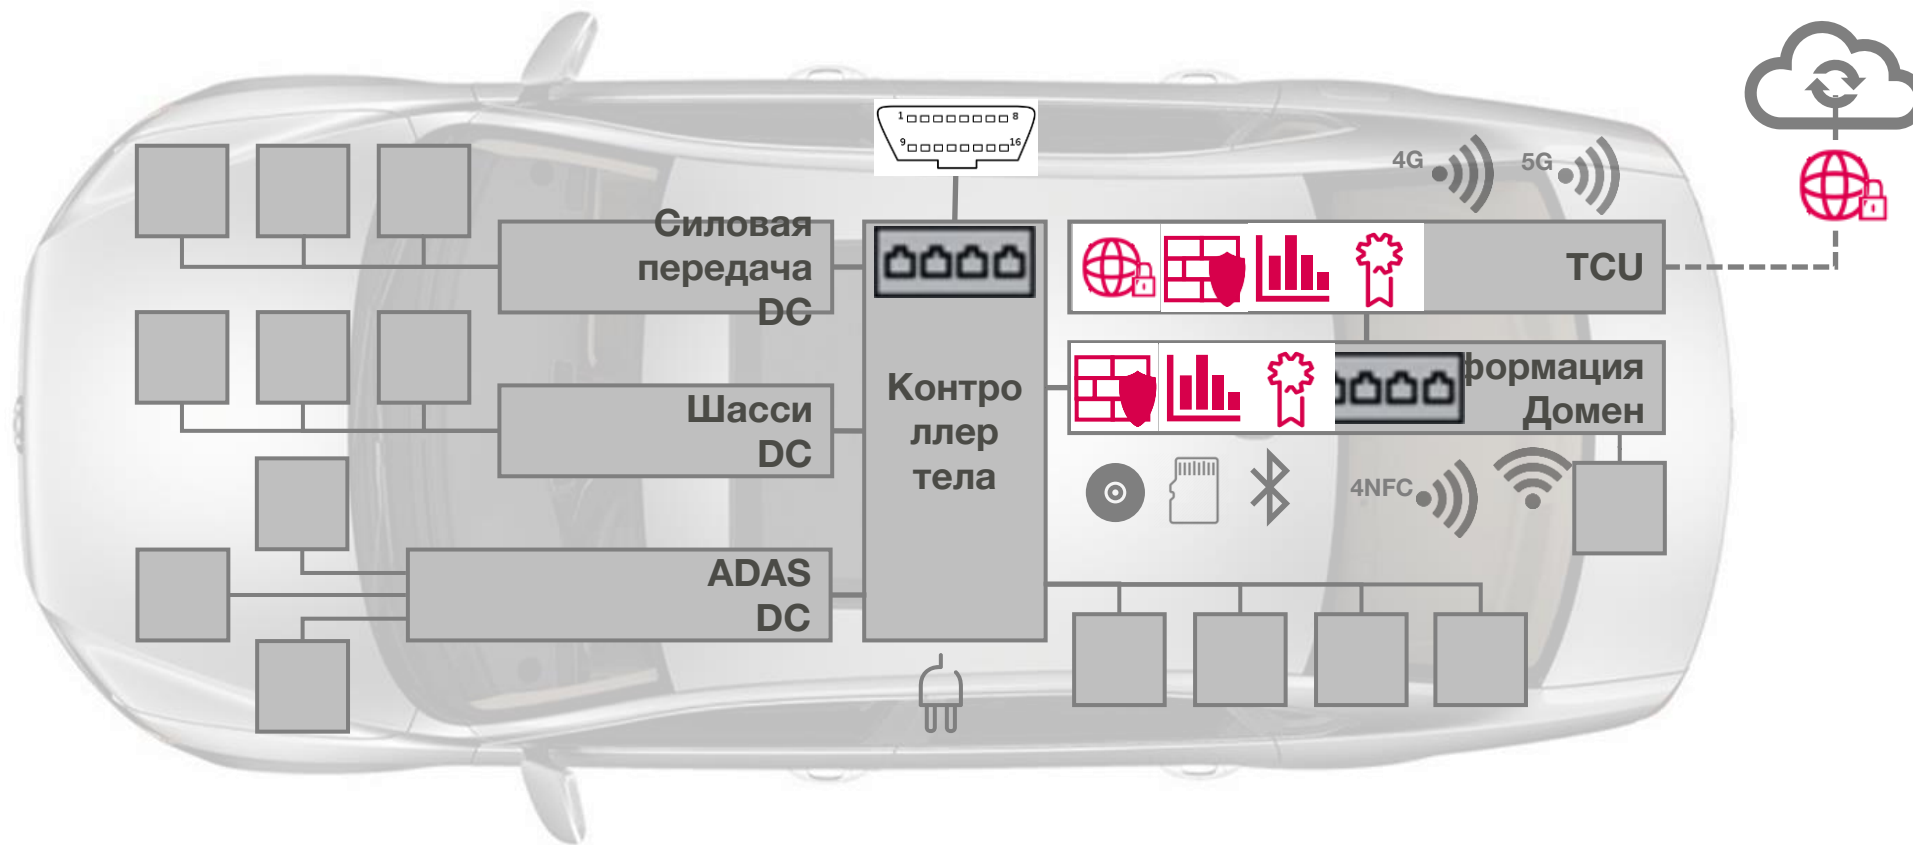 1 8
9 16
4G
5G
Силовая
передача
DC
TCU
Контро
ллер
тела
формация
Домен
Шасси
DC
4NFC
ADAS
DC